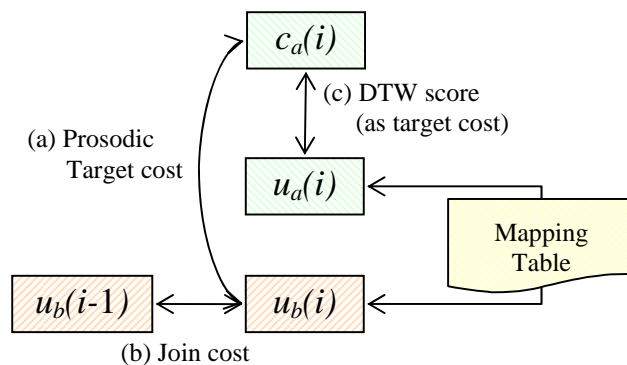 c_a(i)
(c) DTW score
(as target cost)
(a) Prosodic
Target cost
u_a(i)
Mapping
Table
u_b(i-1)
u_b(i)
(b) Join cost